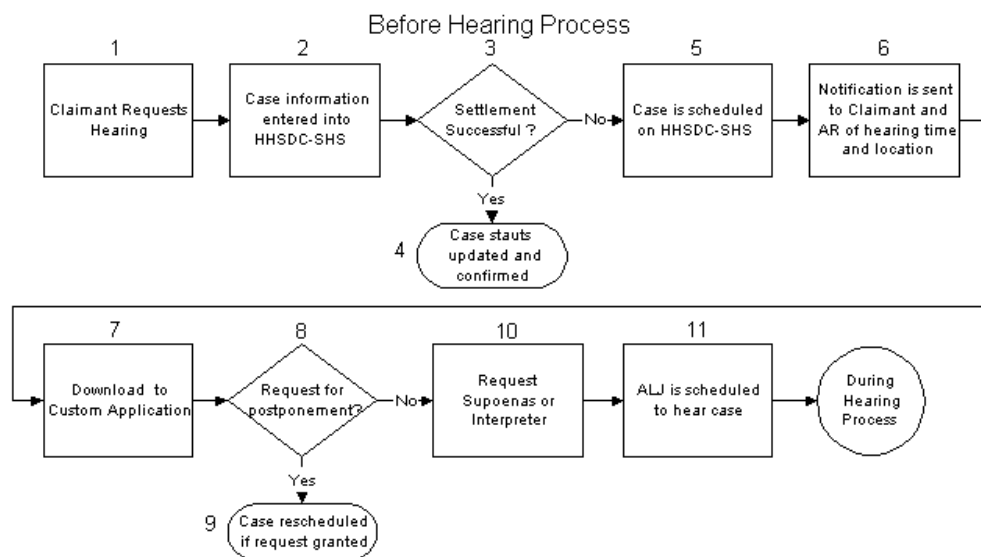 Before Hearing Process
1
2
3
5
6
Claimant Requests
Hearing
Case information
entered into
HHSDC-SHS
Settlement
Successful ?
No
Case is scheduled
on HHSDC-SHS
Notification is sent
to Claimant and
AR of hearing time
and location
Yes
4
Case stauts
updated and
confirmed
7
8
10
11
Download to
Custom Application
Request for
postponement?
No
Request
Supoenas or
Interpreter
ALJ is scheduled
to hear case
During
Hearing
Process
Yes
9
Case rescheduled
if request granted